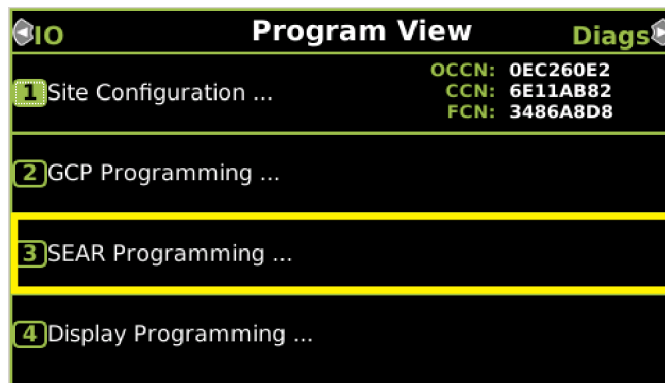 IO Program View Diags
OCCN: 0EC260E2
1 Site Configuration ... CCN: 6E11AB82
FCN: 3486A8D8
2 GCP Programming ...
3 SEAR Programming ...
4 Display Programming ...